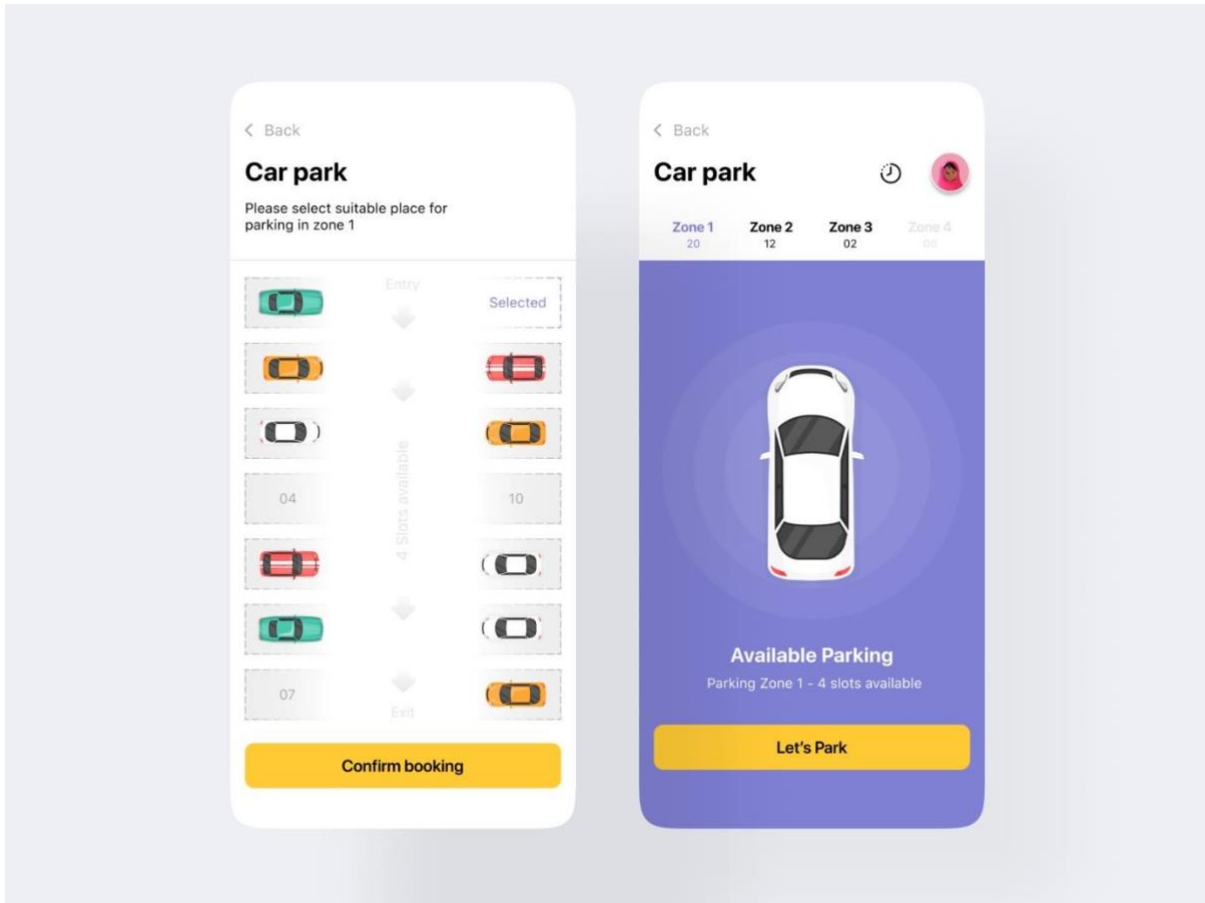 Back
Car park
Please select suitable place for
parking in zone 1
Entry
Selected
4 Slots available
04
10
07
Exit
Confirm booking
Back
Car park
Zone 1
Zone 2
Zone 3
Zone 4
20
12
02
Available Parking
Parking Zone 1 - 4 slots available
Let's Park